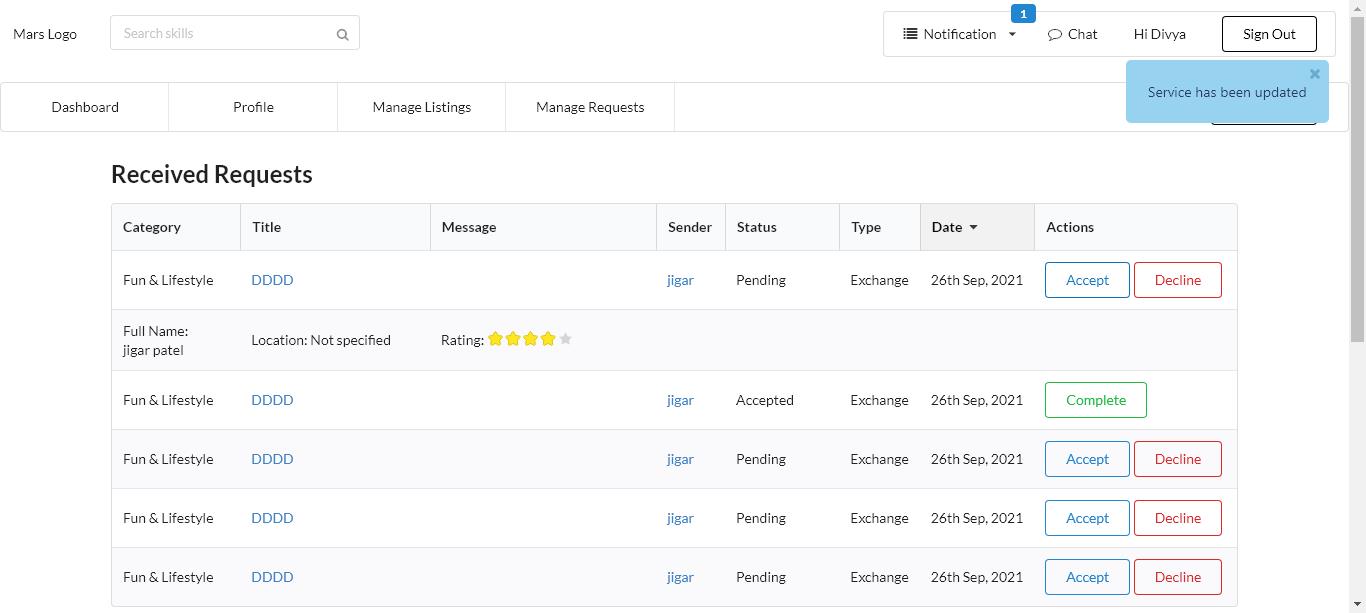 Mars Logo
Search skills
Notification
1
Chat
Hi Divya
Sign Out
Service has been updated
Dashboard
Profile
Manage Listings
Manage Requests
Received Requests
Category Title Message Sender Status Type Date Actions
Fun & Lifestyle DDDD jigar Pending Exchange 26th Sep, 2021 Accept Decline
Full Name:
jigar patel
Location: Not specified
Rating:
Fun & Lifestyle DDDD jigar Accepted Exchange 26th Sep, 2021 Complete
Fun & Lifestyle DDDD jigar Pending Exchange 26th Sep, 2021 Accept Decline
Fun & Lifestyle DDDD jigar Pending Exchange 26th Sep, 2021 Accept Decline
Fun & Lifestyle DDDD jigar Pending Exchange 26th Sep, 2021 Accept Decline